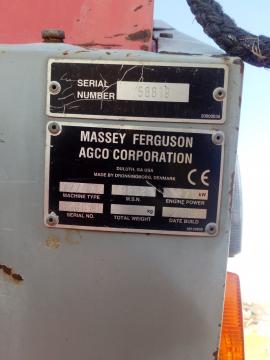 SERIAL
NUMBER
MASSEY FERGUSON
AGCO CORPORATION
DULUTH, GA USA
MADE BY DRONNINGBORG, DENMARK
CE
kW
MACHINE TYPE M.S.N. ENGINE POWER
kg
SERIAL NO. TOTAL WEIGHT DATE BUILD